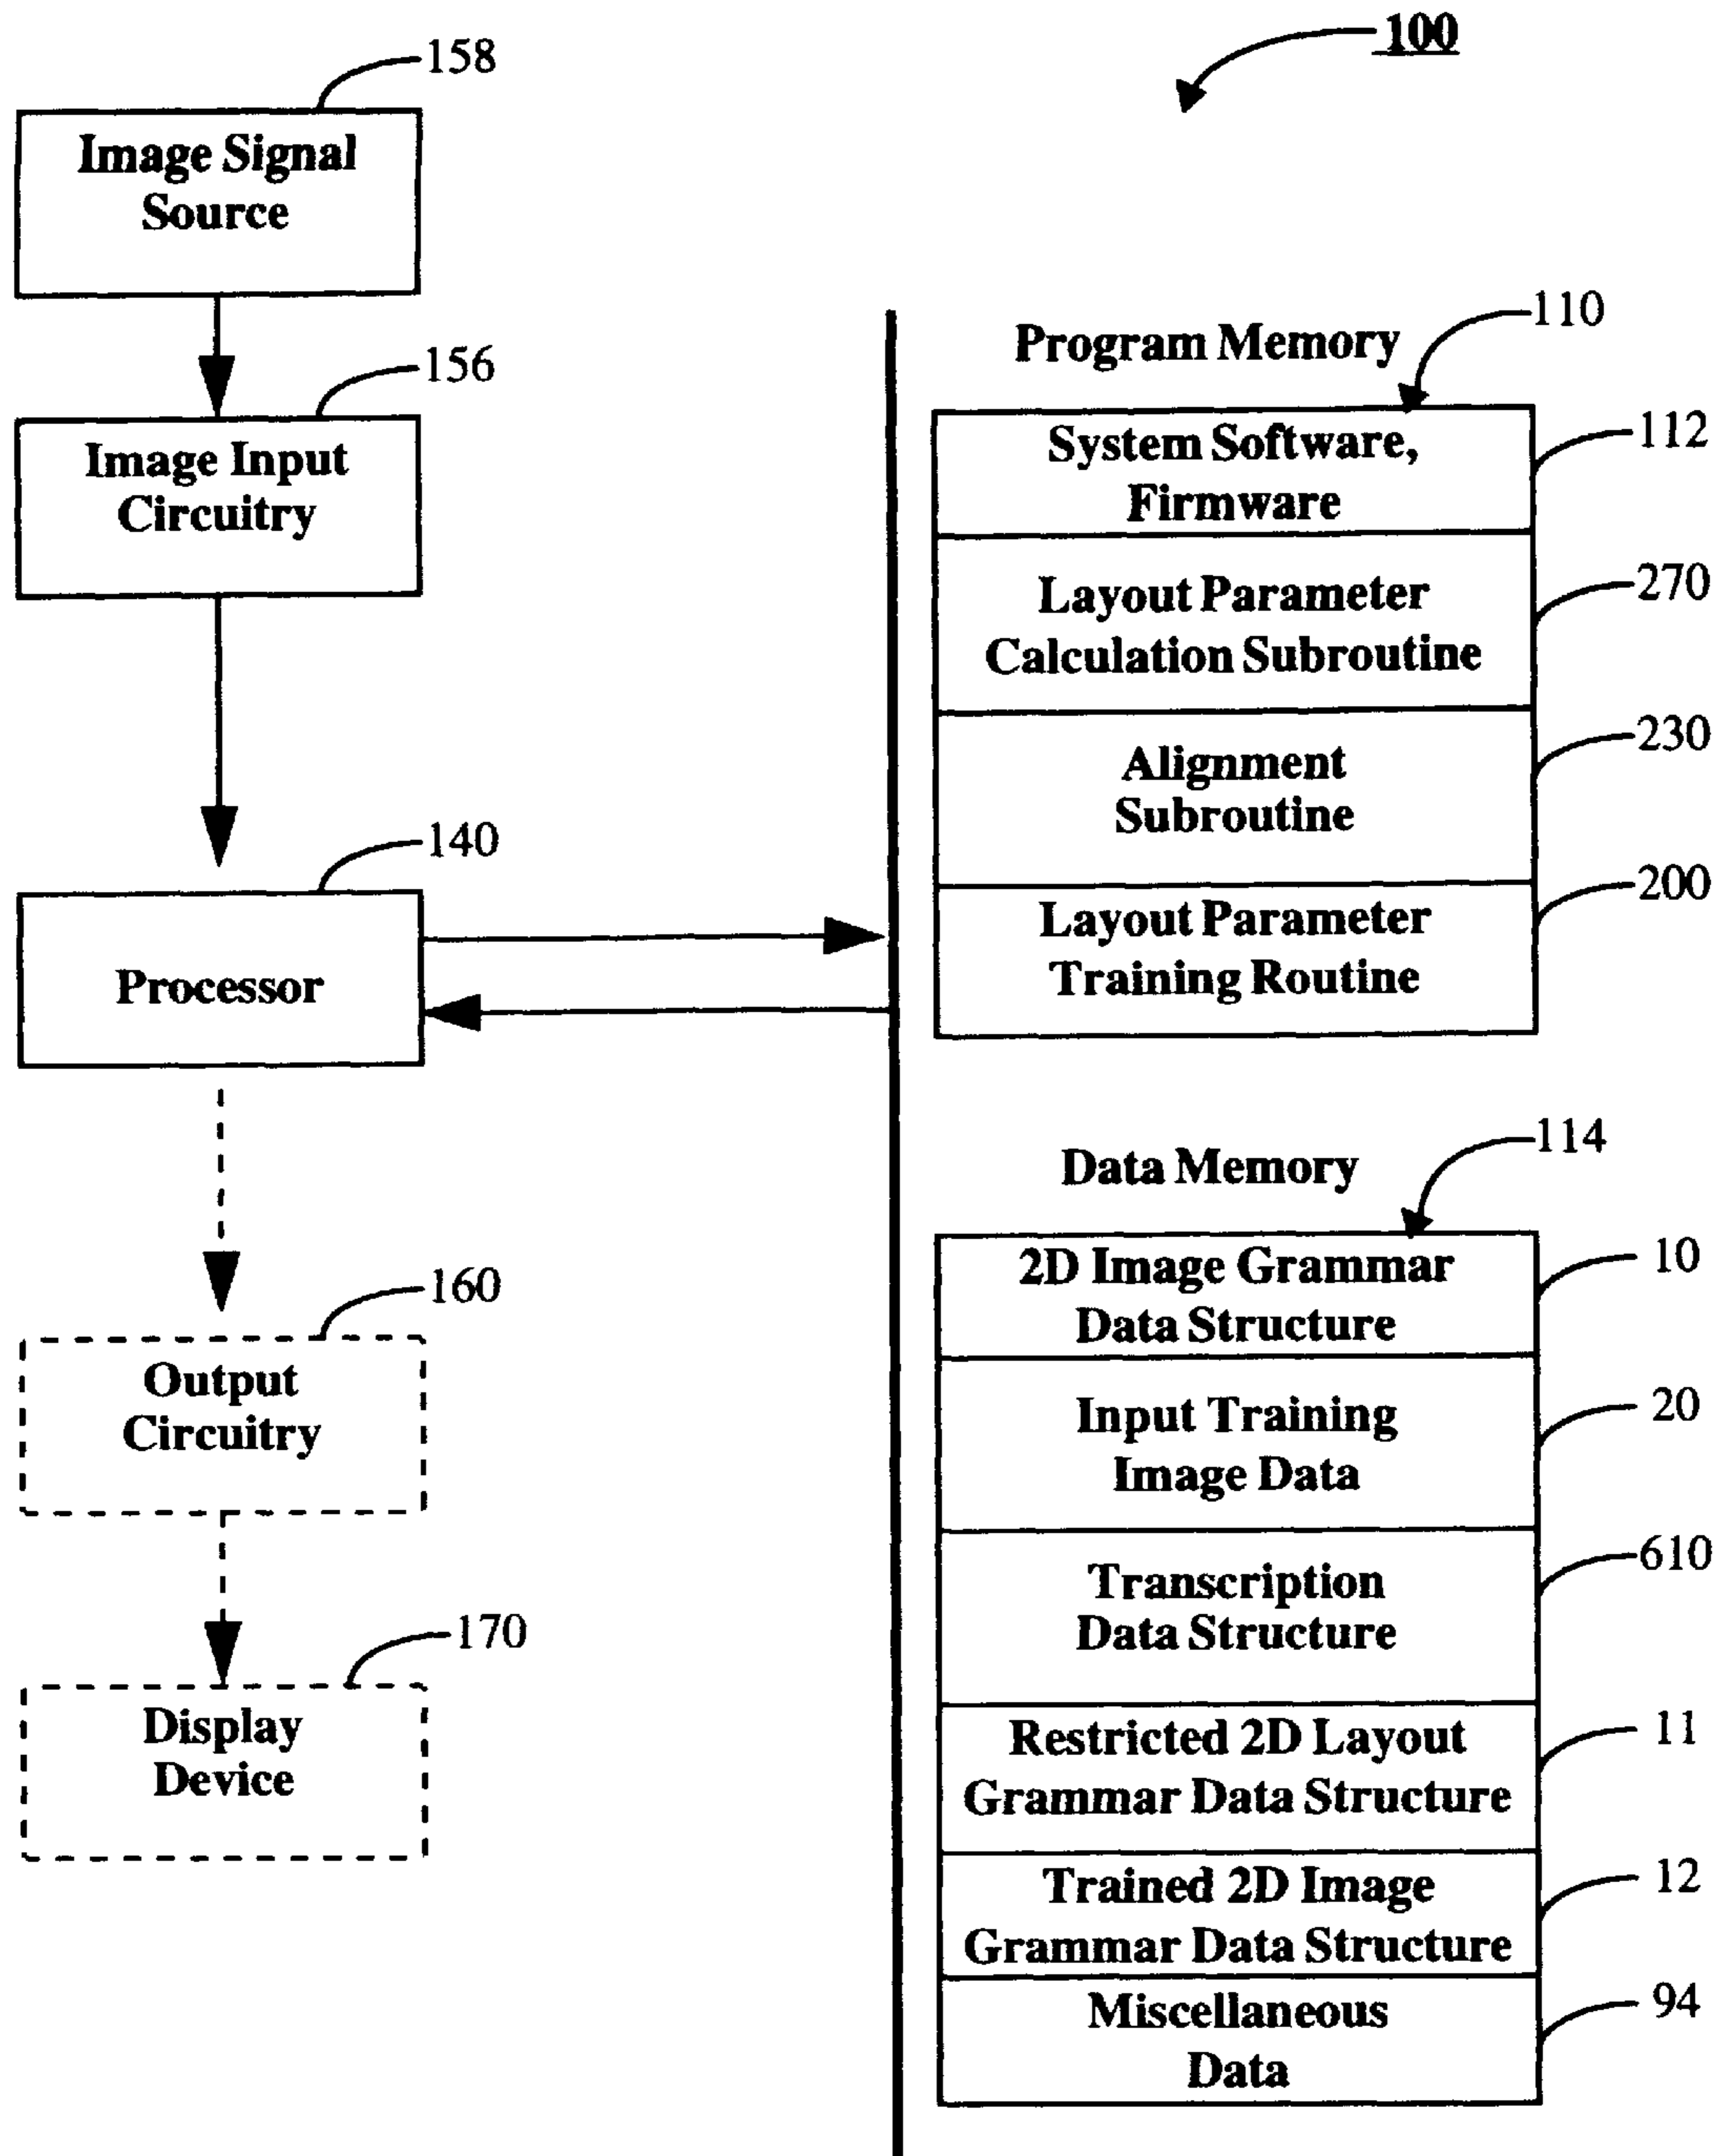 100
158
Image Signal
Source
156
Image Input
Circuitry
140
Processor
160
Output
Circuitry
170
Display
Device
Program Memory
110
System Software,
Firmware
112
Layout Parameter
Calculation Subroutine
270
Alignment
Subroutine
230
Layout Parameter
Training Routine
200
Data Memory
114
2D Image Grammar
Data Structure
10
Input Training
Image Data
20
Transcription
Data Structure
610
Restricted 2D Layout
Grammar Data Structure
11
Trained 2D Image
Grammar Data Structure
12
Miscellaneous
Data
94